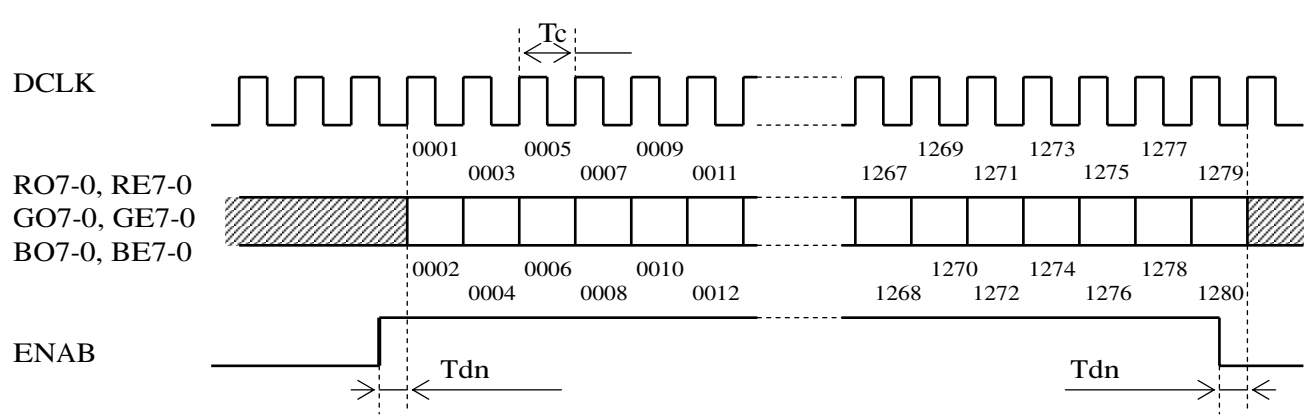 Tc
DCLK
0001 0005 0009 1269 1273 1277
0003 0007 0011 1267 1271 1275 1279
RO7-0, RE7-0
GO7-0, GE7-0
BO7-0, BE7-0
0002 0006 0010 1270 1274 1278
0004 0008 0012 1268 1272 1276 1280
ENAB
Tdn Tdn